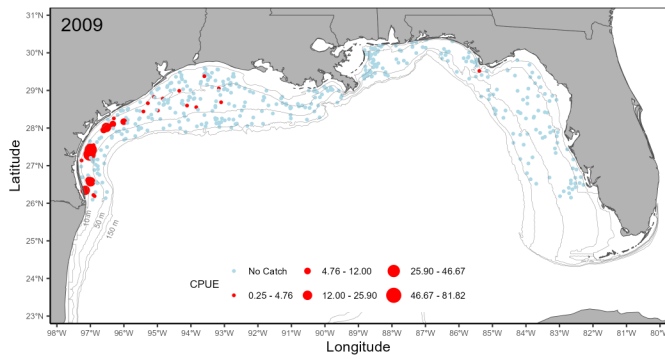 2009
31°N
30°N
29°N
28°N
27°N
26°N
25°N
24°N
23°N
Latitude
10 m
50 m
150 m
CPUE
No Catch
4.76 - 12.00
25.90 - 46.67
0.25 - 4.76
12.00 - 25.90
46.67 - 81.82
98°W 97°W 96°W 95°W 94°W 93°W 92°W 91°W 90°W 89°W 88°W 87°W 86°W 85°W 84°W 83°W 82°W 81°W 80°W
Longitude